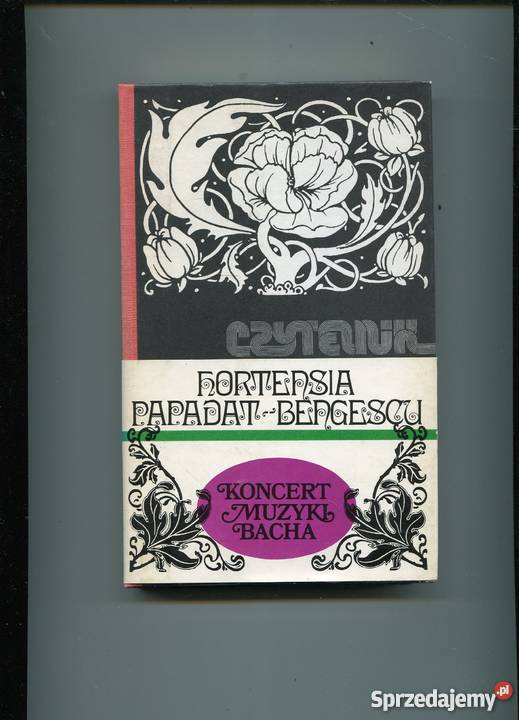 CZYTELNIK
HORTENSIA
PAPADAT-BENGESCU
KONCERT
MUZYKI
BACHA
Sprzedajemy.pl